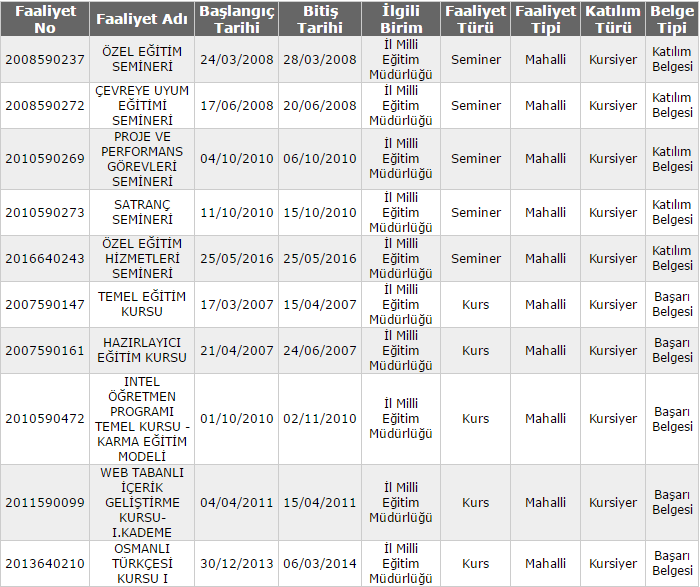 Faaliyet No Faaliyet Adı Başlangıç Tarihi Bitiş Tarihi İlgili Birim Faaliyet Türü Faaliyet Tipi Katılım Türü Belge Tipi
2008590237 ÖZEL EĞİTİM SEMİNERİ 24/03/2008 28/03/2008 İl Milli Eğitim Müdürlüğü Seminer Mahalli Kursiyer Katılım Belgesi
2008590272 ÇEVREYE UYUM EĞİTİMİ SEMİNERİ 17/06/2008 20/06/2008 İl Milli Eğitim Müdürlüğü Seminer Mahalli Kursiyer Katılım Belgesi
2010590269 PROJE VE PERFORMANS GÖREVLERİ SEMİNERİ 04/10/2010 06/10/2010 İl Milli Eğitim Müdürlüğü Seminer Mahalli Kursiyer Katılım Belgesi
2010590273 SATRANÇ SEMİNERİ 11/10/2010 15/10/2010 İl Milli Eğitim Müdürlüğü Seminer Mahalli Kursiyer Katılım Belgesi
2016640243 ÖZEL EĞİTİM HİZMETLERİ SEMİNERİ 25/05/2016 25/05/2016 İl Milli Eğitim Müdürlüğü Seminer Mahalli Kursiyer Katılım Belgesi
2007590147 TEMEL EĞİTİM KURSU 17/03/2007 15/04/2007 İl Milli Eğitim Müdürlüğü Kurs Mahalli Kursiyer Başarı Belgesi
2007590161 HAZIRLAYICI EĞİTİM KURSU 21/04/2007 24/06/2007 İl Milli Eğitim Müdürlüğü Kurs Mahalli Kursiyer Başarı Belgesi
2010590472 INTEL ÖĞRETMEN PROGRAMI TEMEL KURSU - KARMA EĞİTİM MODELİ 01/10/2010 02/11/2010 İl Milli Eğitim Müdürlüğü Kurs Mahalli Kursiyer Başarı Belgesi
2011590099 WEB TABANLI İÇERİK GELİŞTİRME KURSU- I.KADEME 04/04/2011 15/04/2011 İl Milli Eğitim Müdürlüğü Kurs Mahalli Kursiyer Başarı Belgesi
2013640210 OSMANLI TÜRKÇESİ KURSU I 30/12/2013 06/03/2014 İl Milli Eğitim Müdürlüğü Kurs Mahalli Kursiyer Başarı Belgesi